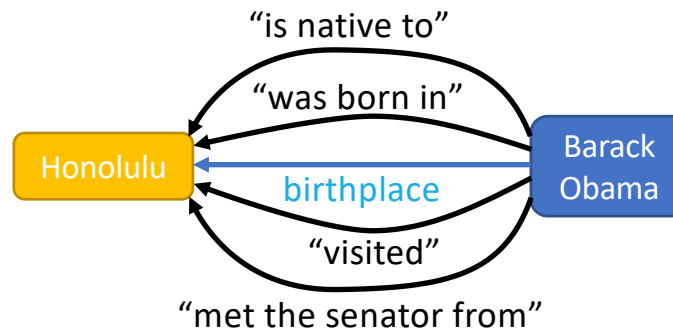 “is native to”
“was born in”
Honolulu
birthplace
Barack
Obama
“visited”
“met the senator from”